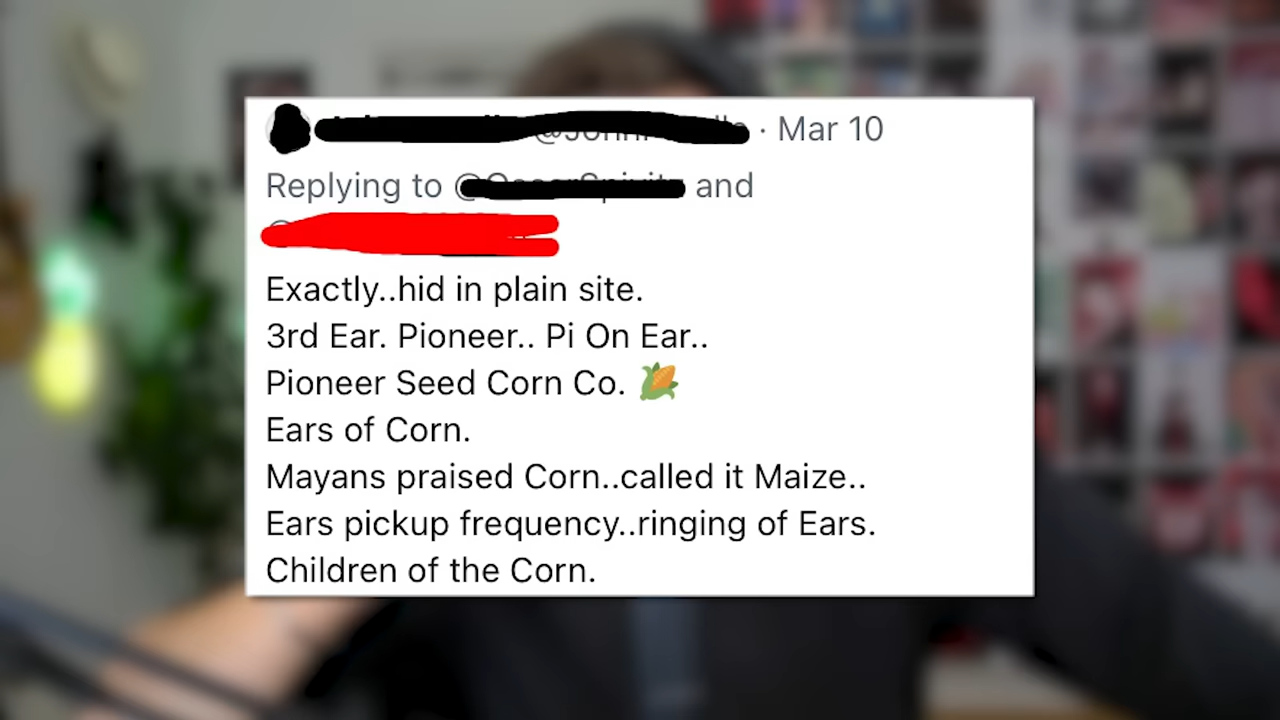 · Mar 10
Replying to and
Exactly..hid in plain site.
3rd Ear. Pioneer.. Pi On Ear..
Pioneer Seed Corn Co. 🌽
Ears of Corn.
Mayans praised Corn..called it Maize..
Ears pickup frequency..ringing of Ears.
Children of the Corn.